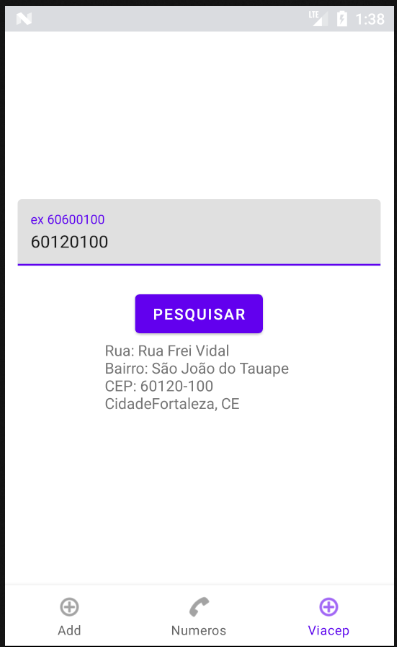 LTE 1:38
ex 60600100
60120100
PESQUISAR
Rua: Rua Frei Vidal
Bairro: São João do Tauape
CEP: 60120-100
CidadeFortaleza, CE
Add Numeros Viacep